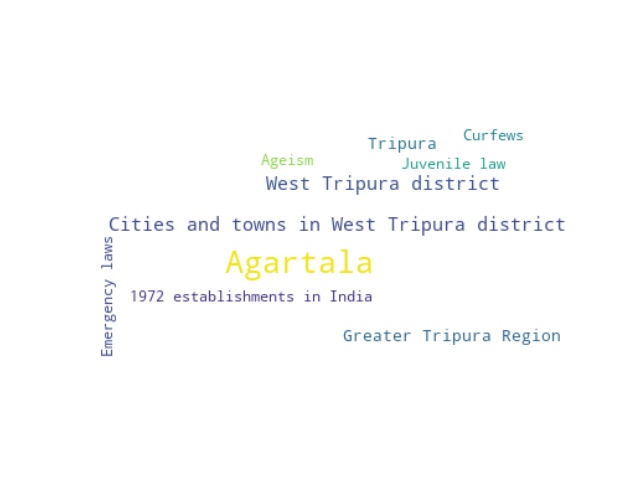 Curfews
Tripura
Ageism
Juvenile law
West Tripura district
Cities and towns in West Tripura district
Agartala
Emergency laws
1972 establishments in India
Greater Tripura Region